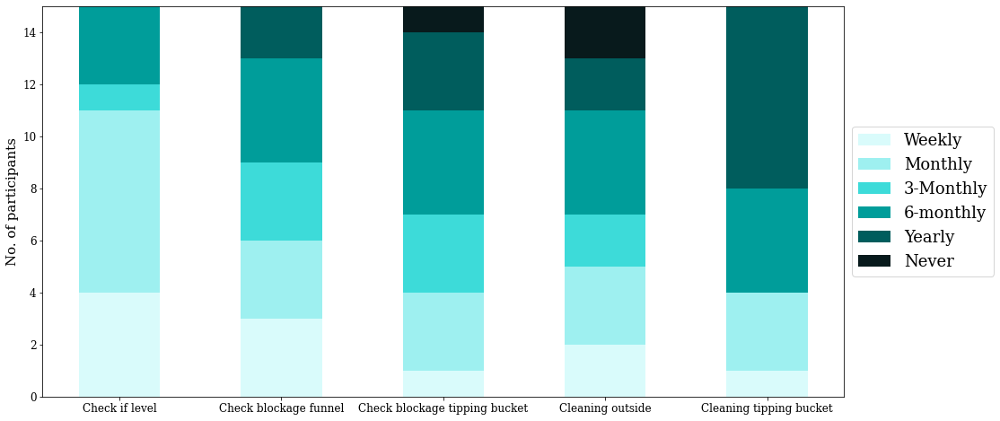 No. of participants
14
12
10
8
6
4
2
0
Check if level
Check blockage funnel
Check blockage tipping bucket
Cleaning outside
Cleaning tipping bucket
Weekly
Monthly
3-Monthly
6-monthly
Yearly
Never